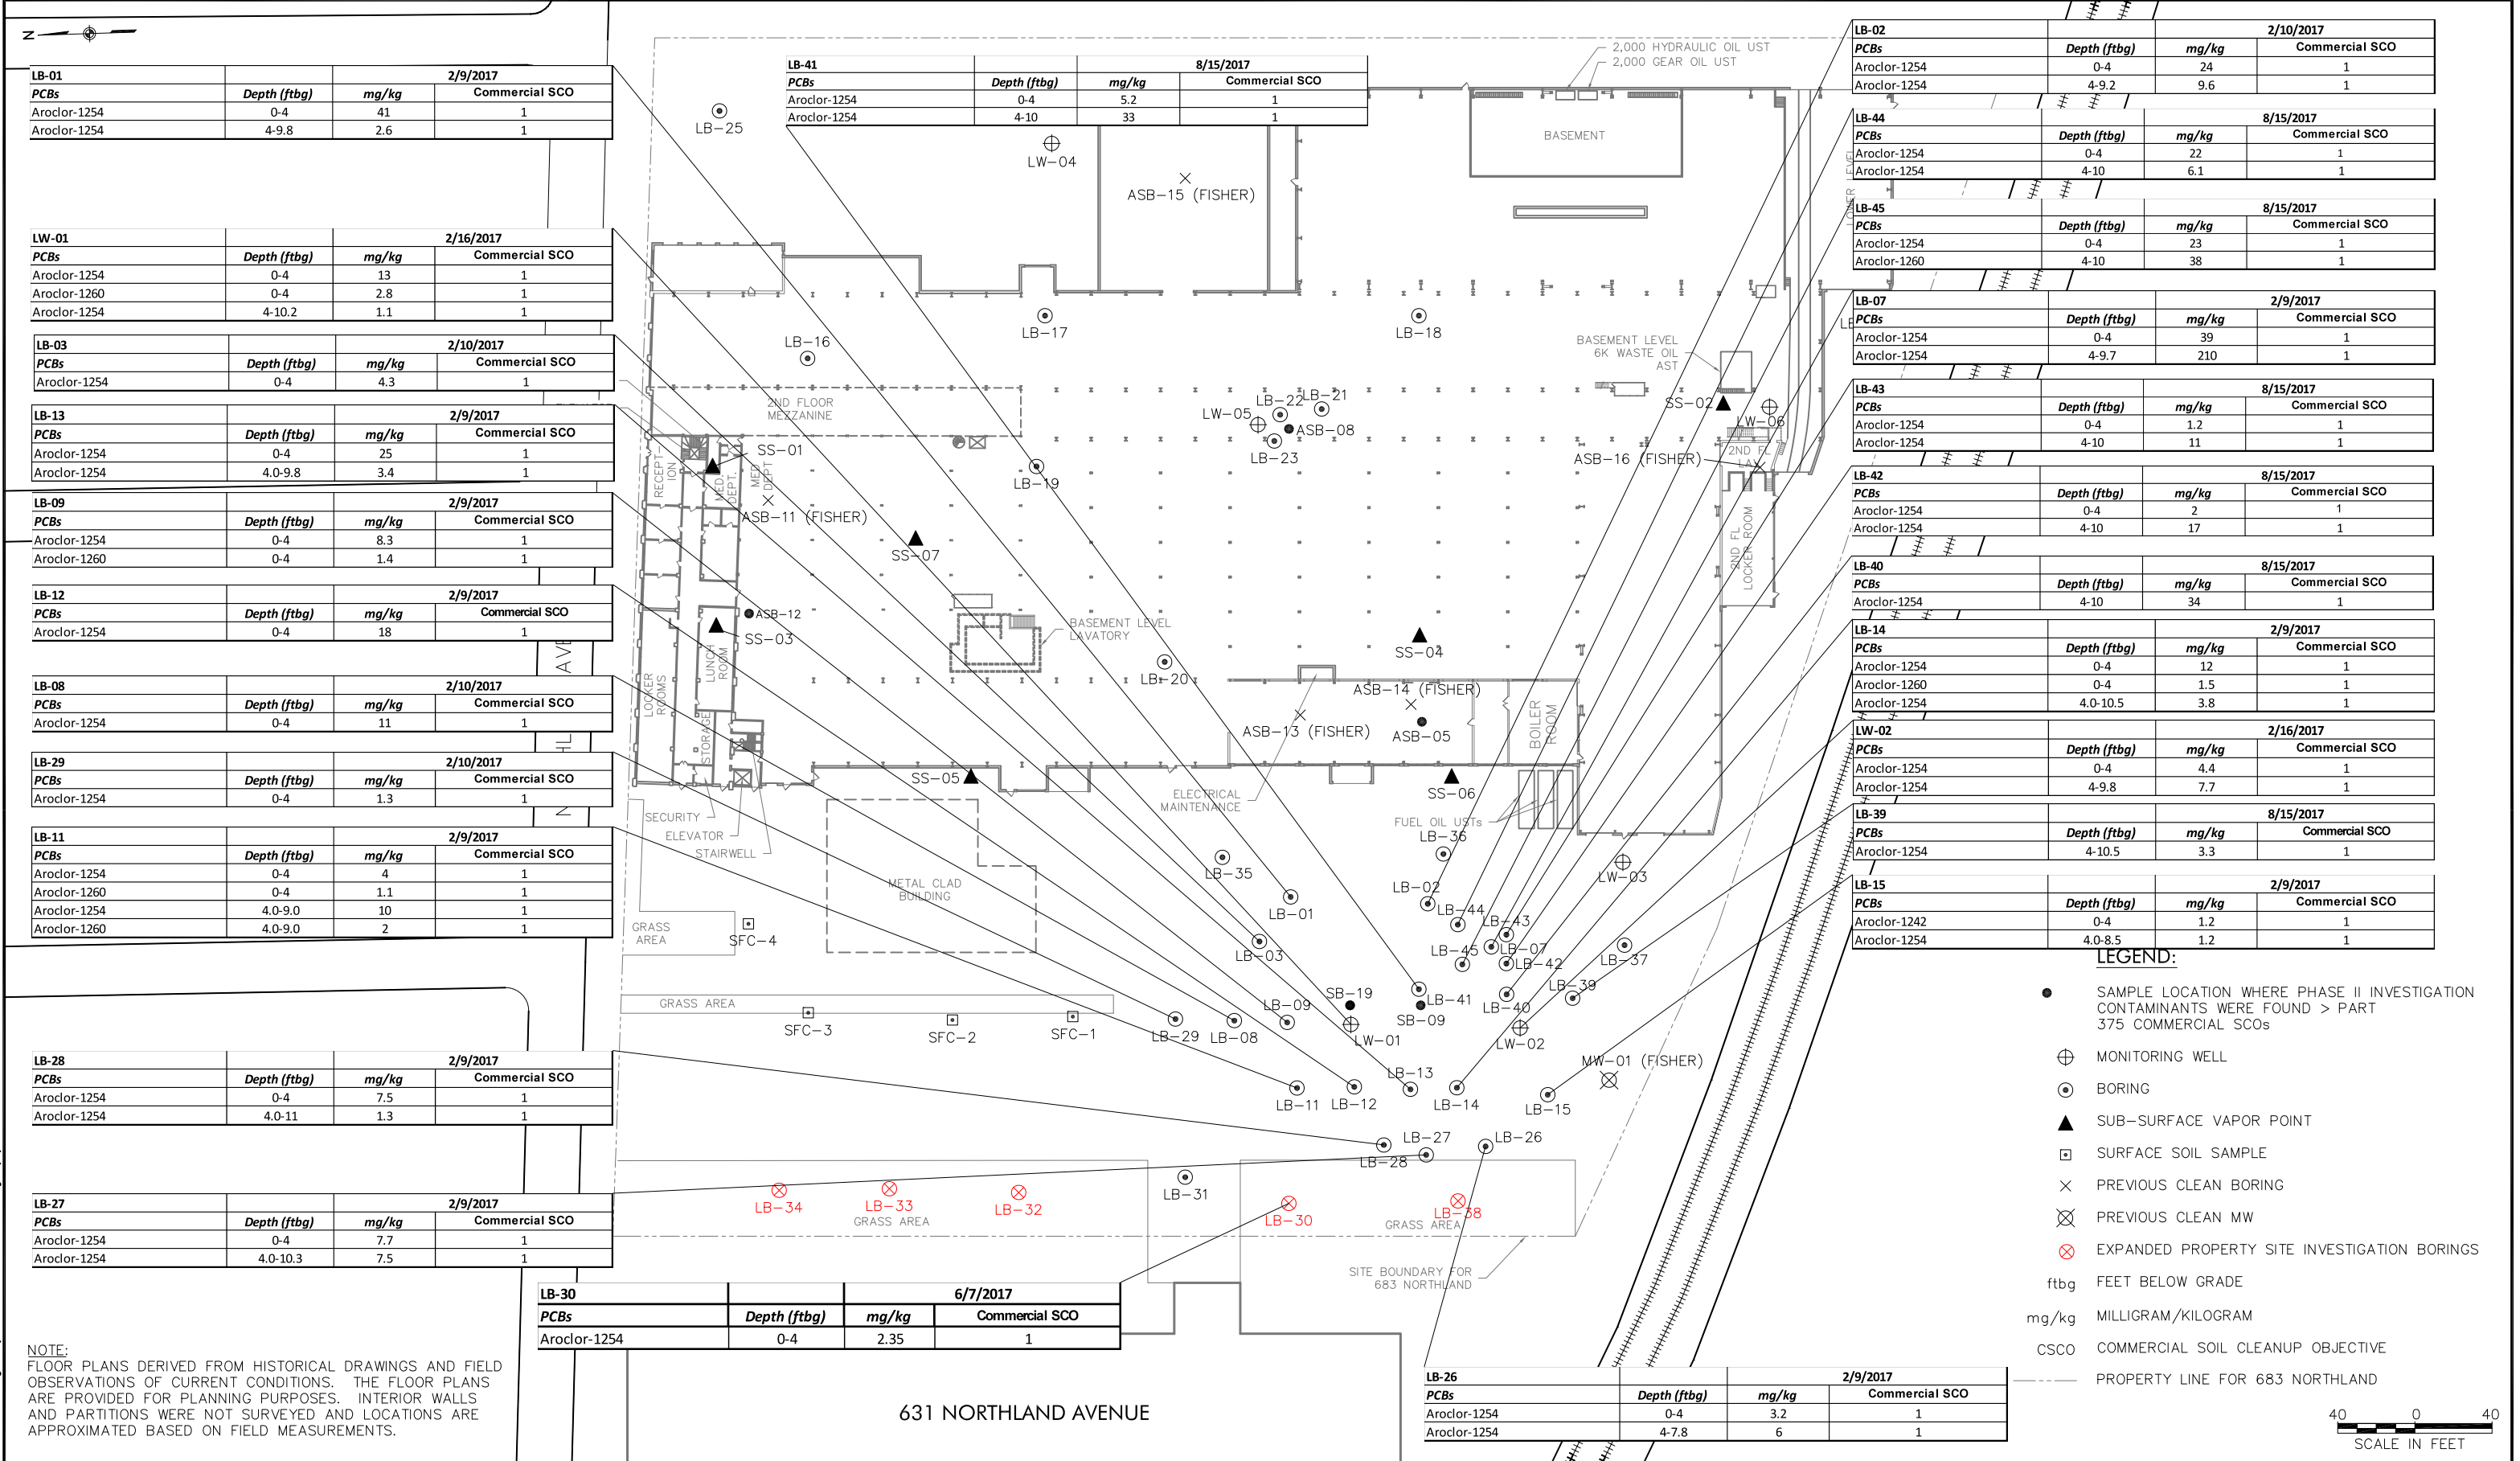 N
LB-01 2/9/2017
PCBs Depth (ftbg) mg/kg Commercial SCO
Aroclor-1254 0-4 41 1
Aroclor-1254 4-9.8 2.6 1
LW-01 2/16/2017
PCBs Depth (ftbg) mg/kg Commercial SCO
Aroclor-1254 0-4 13 1
Aroclor-1260 0-4 2.8 1
Aroclor-1254 4-10.2 1.1 1
LB-03 2/10/2017
PCBs Depth (ftbg) mg/kg Commercial SCO
Aroclor-1254 0-4 4.3 1
LB-13 2/9/2017
PCBs Depth (ftbg) mg/kg Commercial SCO
Aroclor-1254 0-4 25 1
Aroclor-1254 4.0-9.8 3.4 1
LB-09 2/9/2017
PCBs Depth (ftbg) mg/kg Commercial SCO
Aroclor-1254 0-4 8.3 1
Aroclor-1260 0-4 1.4 1
LB-12 2/9/2017
PCBs Depth (ftbg) mg/kg Commercial SCO
Aroclor-1254 0-4 18 1
LB-08 2/10/2017
PCBs Depth (ftbg) mg/kg Commercial SCO
Aroclor-1254 0-4 11 1
LB-29 2/10/2017
PCBs Depth (ftbg) mg/kg Commercial SCO
Aroclor-1254 0-4 1.3 1
LB-11 2/9/2017
PCBs Depth (ftbg) mg/kg Commercial SCO
Aroclor-1254 0-4 4 1
Aroclor-1260 0-4 1.1 1
Aroclor-1254 4.0-9.0 10 1
Aroclor-1260 4.0-9.0 2 1
LB-28 2/9/2017
PCBs Depth (ftbg) mg/kg Commercial SCO
Aroclor-1254 0-4 7.5 1
Aroclor-1254 4.0-11 1.3 1
LB-27 2/9/2017
PCBs Depth (ftbg) mg/kg Commercial SCO
Aroclor-1254 0-4 7.7 1
Aroclor-1254 4.0-10.3 7.5 1
NOTE:
FLOOR PLANS DERIVED FROM HISTORICAL DRAWINGS AND FIELD
OBSERVATIONS OF CURRENT CONDITIONS. THE FLOOR PLANS
ARE PROVIDED FOR PLANNING PURPOSES. INTERIOR WALLS
AND PARTITIONS WERE NOT SURVEYED AND LOCATIONS ARE
APPROXIMATED BASED ON FIELD MEASUREMENTS.
LB-41 8/15/2017
PCBs Depth (ftbg) mg/kg Commercial SCO
Aroclor-1254 0-4 5.2 1
Aroclor-1254 4-10 33 1
2,000 HYDRAULIC OIL UST
2,000 GEAR OIL UST
LB-25
LW-04
BASEMENT
ASB-15 (FISHER)
LB-17
LB-18
LB-16
BASEMENT LEVEL
6K WASTE OIL
AST
2ND FLOOR
MEZZANINE
LB-22
LB-21
LW-05
ASB-08
LB-23
SS-02
LW-06
2ND FL
LAV
ASB-16 (FISHER)
SS-01
RECEPT-
ION
MED.
DEPT.
MED
DEPT
LB-19
ASB-11 (FISHER)
SS-07
2ND FL
LOCKER ROOM
ASB-12
SS-03
LUNCH
ROOM
LOCKER
ROOMS
STORAGE
AVE
BASEMENT LEVEL
LAVATORY
SS-04
LB-20
ASB-14 (FISHER)
ASB-13 (FISHER)
ASB-05
BOILER
ROOM
SS-05
SS-06
ELECTRICAL
MAINTENANCE
FUEL OIL USTs
SECURITY
ELEVATOR
STAIRWELL
LB-36
LB-35
LW-03
METAL CLAD
BUILDING
LB-01
LB-02
LB-44
LB-43
GRASS
AREA
SFC-4
LB-03
LB-45
LB-07
LB-42
LB-37
LB-39
GRASS AREA
SB-19
LB-41
LB-40
SB-09
SFC-3
SFC-2
SFC-1
LB-29
LB-08
LB-09
LW-01
LW-02
MW-01 (FISHER)
LB-11
LB-12
LB-13
LB-14
LB-15
LB-27
LB-26
LB-28
LB-31
LB-34
LB-33
LB-32
LB-30
LB-38
GRASS AREA
GRASS AREA
SITE BOUNDARY FOR
683 NORTHLAND
LB-30 6/7/2017
PCBs Depth (ftbg) mg/kg Commercial SCO
Aroclor-1254 0-4 2.35 1
631 NORTHLAND AVENUE
LB-26 2/9/2017
PCBs Depth (ftbg) mg/kg Commercial SCO
Aroclor-1254 0-4 3.2 1
Aroclor-1254 4-7.8 6 1
LB-02 2/10/2017
PCBs Depth (ftbg) mg/kg Commercial SCO
Aroclor-1254 0-4 24 1
Aroclor-1254 4-9.2 9.6 1
LB-44 8/15/2017
PCBs Depth (ftbg) mg/kg Commercial SCO
Aroclor-1254 0-4 22 1
Aroclor-1254 4-10 6.1 1
LB-45 8/15/2017
PCBs Depth (ftbg) mg/kg Commercial SCO
Aroclor-1254 0-4 23 1
Aroclor-1260 4-10 38 1
LB-07 2/9/2017
PCBs Depth (ftbg) mg/kg Commercial SCO
Aroclor-1254 0-4 39 1
Aroclor-1254 4-9.7 210 1
LB-43 8/15/2017
PCBs Depth (ftbg) mg/kg Commercial SCO
Aroclor-1254 0-4 1.2 1
Aroclor-1254 4-10 11 1
LB-42 8/15/2017
PCBs Depth (ftbg) mg/kg Commercial SCO
Aroclor-1254 0-4 2 1
Aroclor-1254 4-10 17 1
LB-40 8/15/2017
PCBs Depth (ftbg) mg/kg Commercial SCO
Aroclor-1254 4-10 34 1
LB-14 2/9/2017
PCBs Depth (ftbg) mg/kg Commercial SCO
Aroclor-1254 0-4 12 1
Aroclor-1260 0-4 1.5 1
Aroclor-1254 4.0-10.5 3.8 1
LW-02 2/16/2017
PCBs Depth (ftbg) mg/kg Commercial SCO
Aroclor-1254 0-4 4.4 1
Aroclor-1254 4-9.8 7.7 1
LB-39 8/15/2017
PCBs Depth (ftbg) mg/kg Commercial SCO
Aroclor-1254 4-10.5 3.3 1
LB-15 2/9/2017
PCBs Depth (ftbg) mg/kg Commercial SCO
Aroclor-1242 0-4 1.2 1
Aroclor-1254 4.0-8.5 1.2 1
LEGEND:
SAMPLE LOCATION WHERE PHASE II INVESTIGATION
CONTAMINANTS WERE FOUND > PART
375 COMMERCIAL SCOs
MONITORING WELL
BORING
SUB-SURFACE VAPOR POINT
SURFACE SOIL SAMPLE
PREVIOUS CLEAN BORING
PREVIOUS CLEAN MW
EXPANDED PROPERTY SITE INVESTIGATION BORINGS
ftbg FEET BELOW GRADE
mg/kg MILLIGRAM/KILOGRAM
CSCO COMMERCIAL SOIL CLEANUP OBJECTIVE
PROPERTY LINE FOR 683 NORTHLAND
40 0 40
SCALE IN FEET